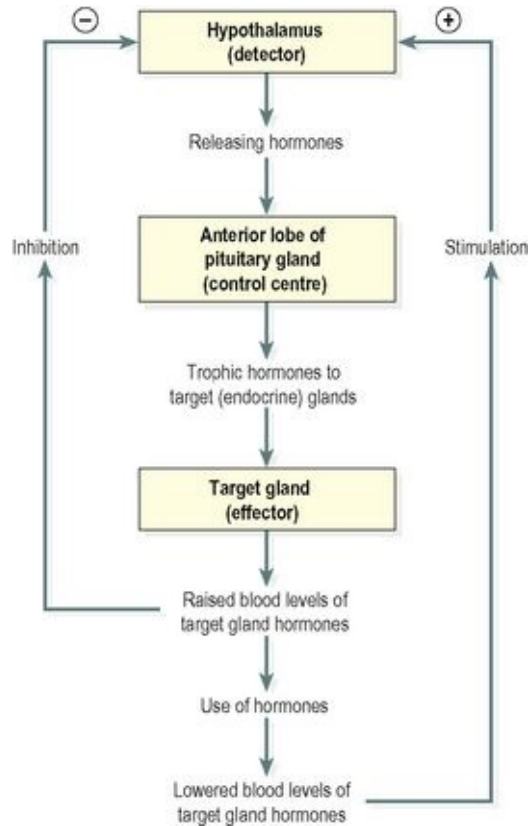 −
+
Hypothalamus
(detector)
Releasing hormones
Inhibition
Anterior lobe of
pituitary gland
(control centre)
Stimulation
Trophic hormones to
target (endocrine) glands
Target gland
(effector)
Raised blood levels of
target gland hormones
Use of hormones
Lowered blood levels of
target gland hormones